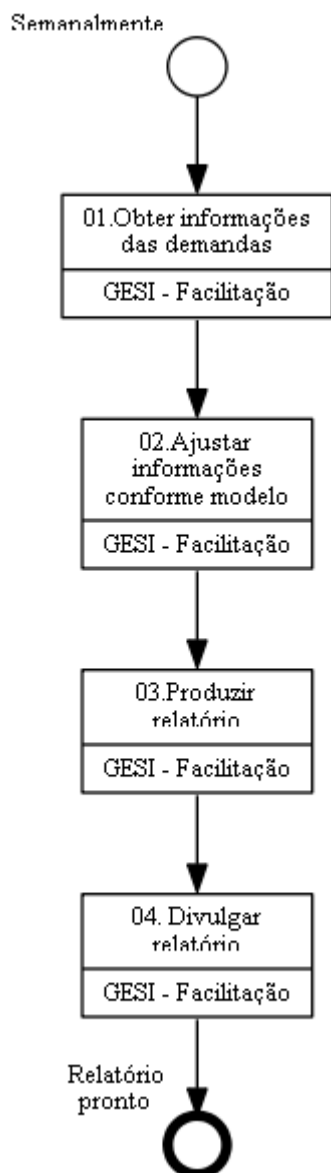 Semanalmente
01.Obter informações
das demandas
GESI - Facilitação
02.Ajustar
informações
conforme modelo
GESI - Facilitação
03.Produzir
relatório
GESI - Facilitação
04. Divulgar
relatório
GESI - Facilitação
Relatório
pronto